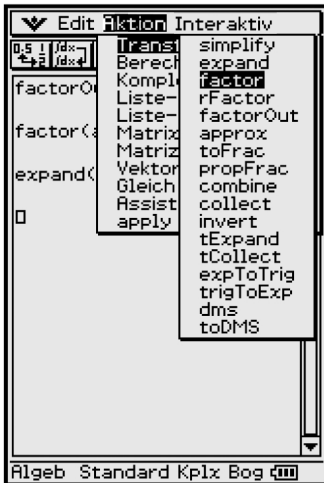 Edit Aktion Interaktiv
factorO
factor(
expand(
Transf
Berech
Komple
Liste-
Liste-
Matrix
Matriz
Vektor
Gleich
Assist
apply
simplify
expand
factor
rFactor
factorOut
approx
toFrac
propFrac
combine
collect
invert
tExpand
tCollect
expToTrig
trigToExp
dms
toDMS
Algeb Standard Kplx Bog